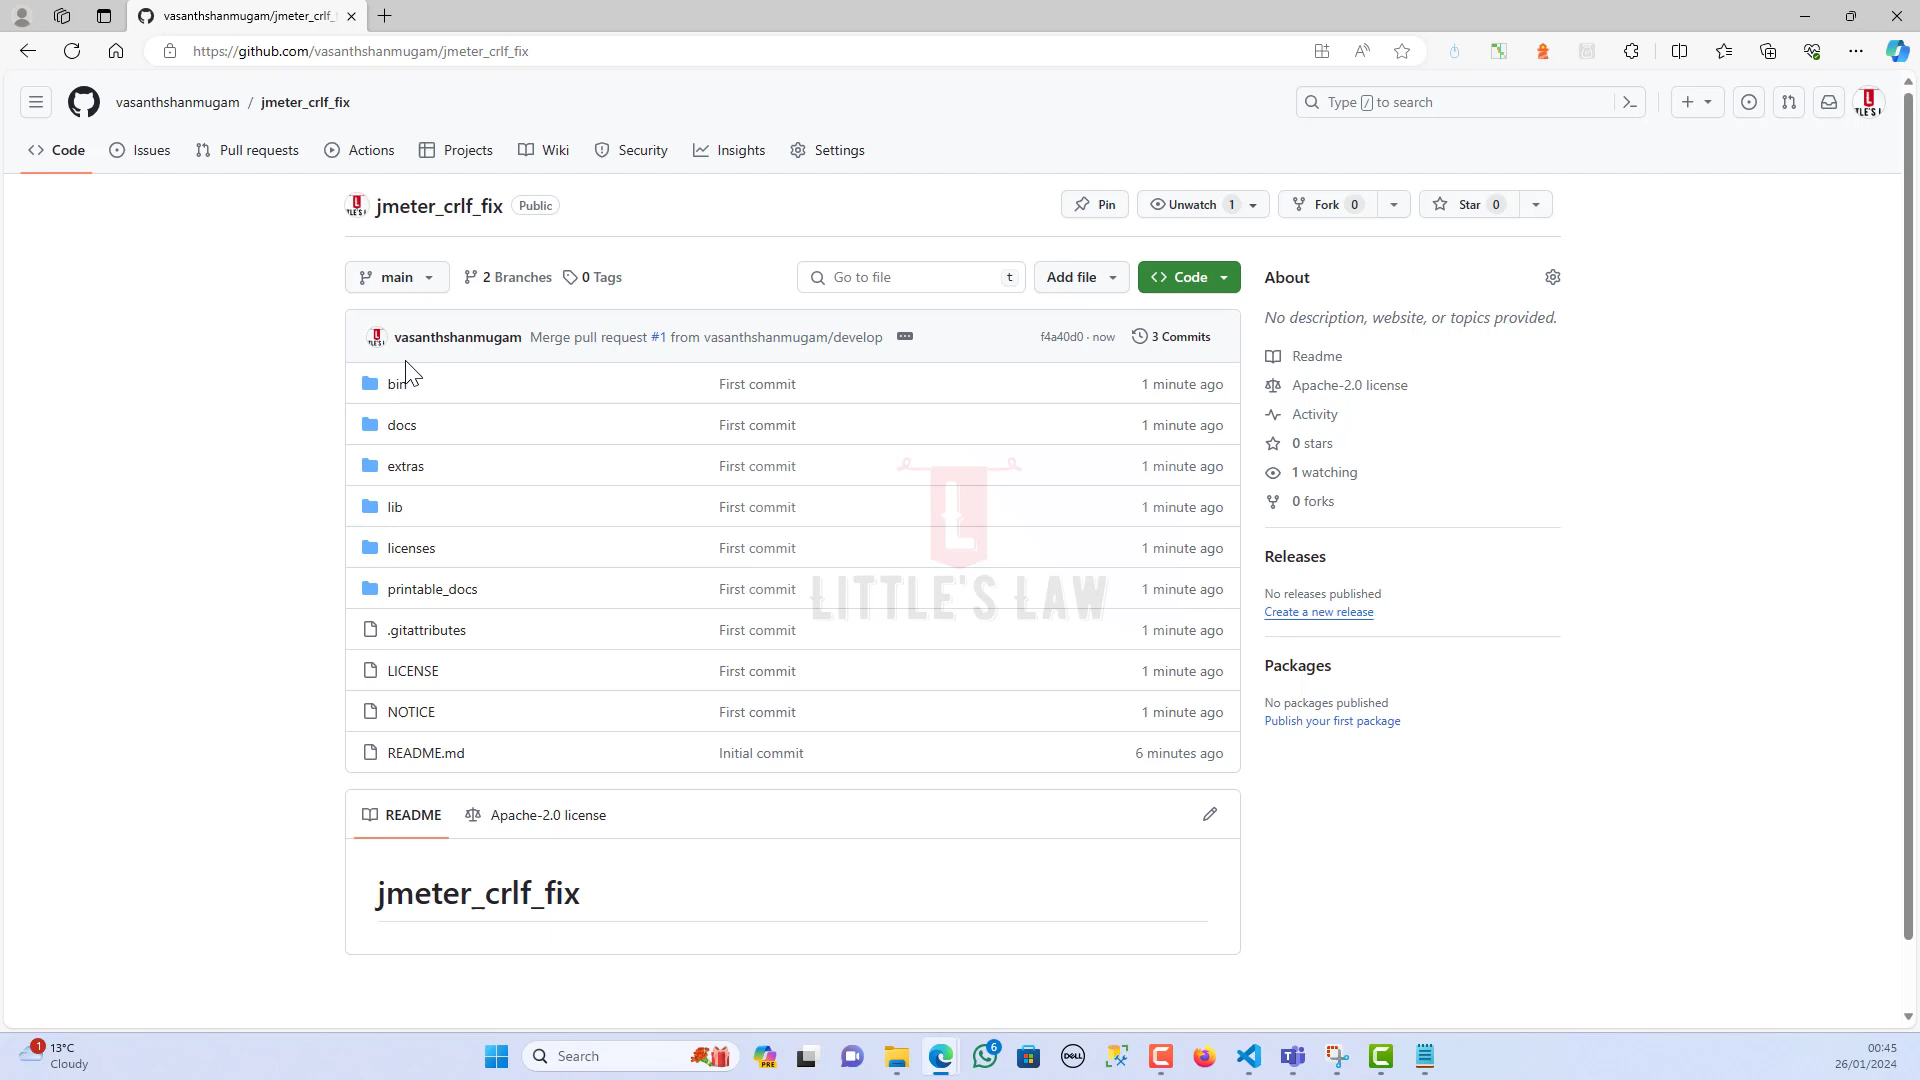 vasanthshanmugam/jmeter_crlf_
https://github.com/vasanthshanmugam/jmeter_crlf_fix
vasanthshanmugam / jmeter_crlf_fix
Type / to search
Code Issues Pull requests Actions Projects Wiki Security Insights Settings
jmeter_crlf_fix Public
Pin Unwatch 1 Fork 0 Star 0
main 2 Branches 0 Tags Go to file t Add file Code
About
No description, website, or topics provided.
vasanthshanmugam Merge pull request #1 from vasanthshanmugam/develop f4a40d0 · now 3 Commits
Readme
bin First commit 1 minute ago
Apache-2.0 license
Activity
docs First commit 1 minute ago
0 stars
extras First commit 1 minute ago
1 watching
0 forks
lib First commit 1 minute ago
licenses First commit 1 minute ago
Releases
No releases published
Create a new release
printable_docs First commit 1 minute ago
L
LITTLE'S LAW
.gitattributes First commit 1 minute ago
LICENSE First commit 1 minute ago
Packages
No packages published
Publish your first package
NOTICE First commit 1 minute ago
README.md Initial commit 6 minutes ago
README Apache-2.0 license
jmeter_crlf_fix
1
13°C
Cloudy
Search
PRE
6
DELL
00:45
26/01/2024